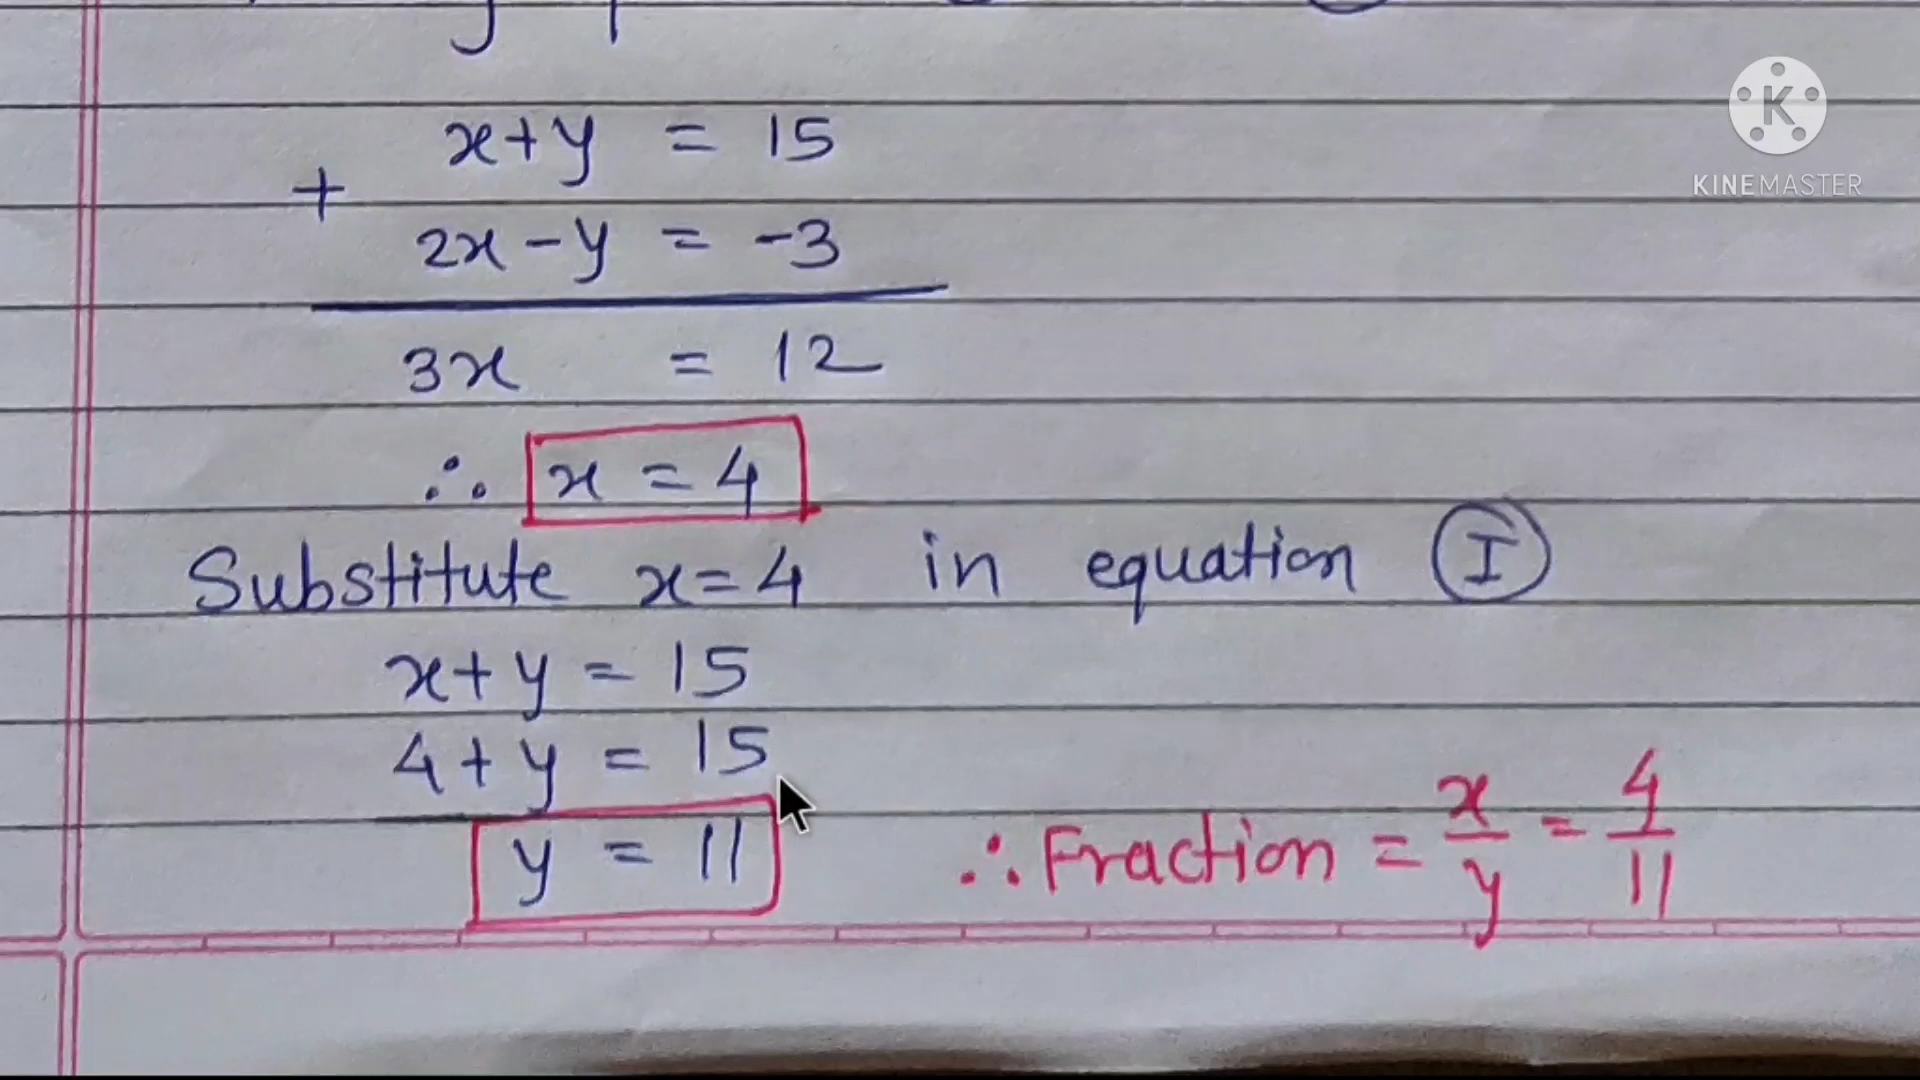 x+y = 15
+
2x-y = -3
3x = 12
∴ x = 4
Substitute x=4 in equation I
x+y = 15
4+y = 15
y = 11
∴ Fraction = x/y = 4/11
K
KINEMASTER